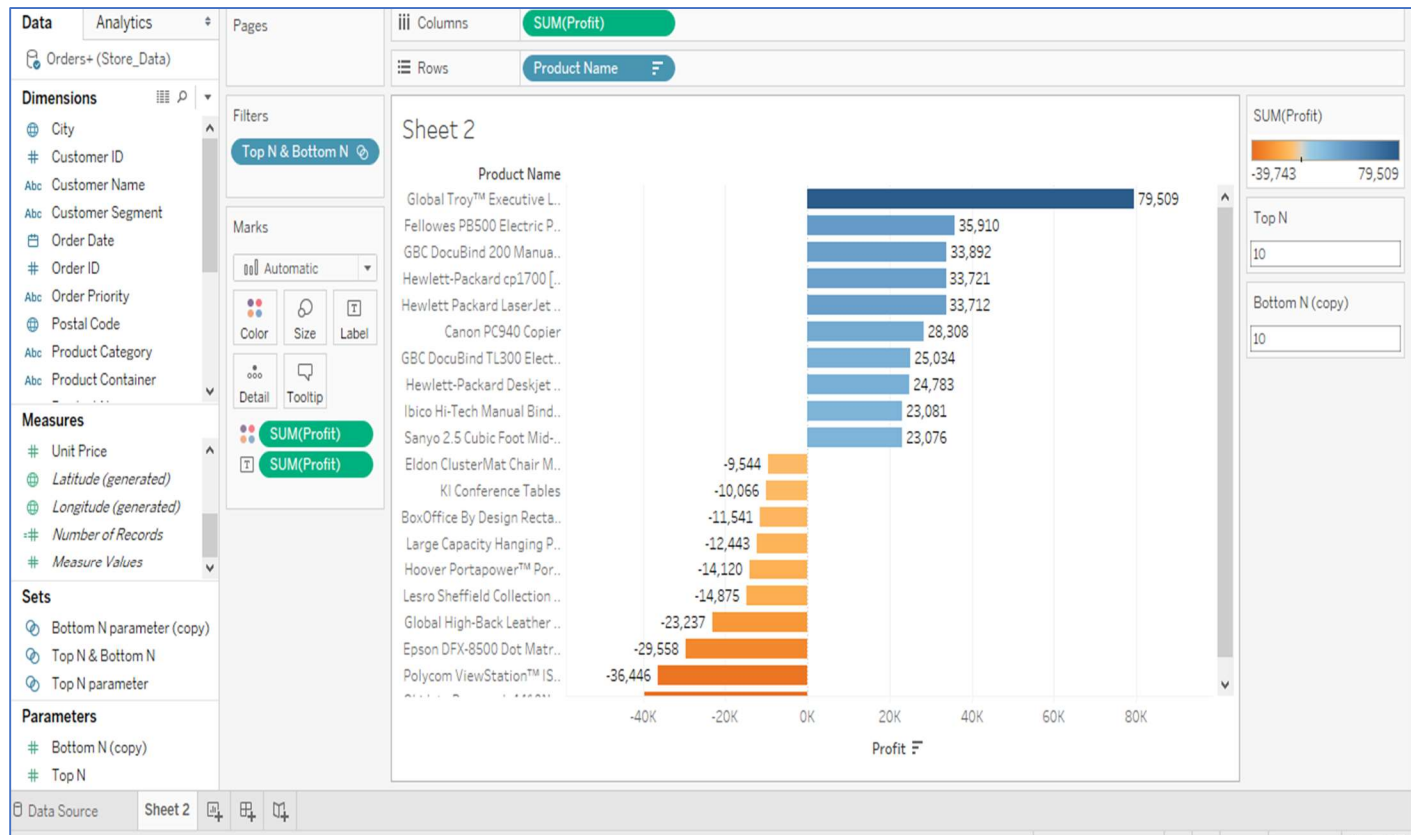 Data Analytics
Orders+ (Store_Data)
Dimensions
City
Customer ID
Abc Customer Name
Abc Customer Segment
Order Date
Order ID
Abc Order Priority
Postal Code
Abc Product Category
Abc Product Container
Measures
Unit Price
Latitude (generated)
Longitude (generated)
Number of Records
Measure Values
Sets
Bottom N parameter (copy)
Top N & Bottom N
Top N parameter
Parameters
Bottom N (copy)
Top N
Pages
Filters
Top N & Bottom N
Marks
Automatic
Color Size Label
Detail Tooltip
SUM(Profit)
SUM(Profit)
Columns SUM(Profit)
Rows Product Name
Sheet 2
Product Name
Global Troy™ Executive L.. 79,509
Fellowes PB500 Electric P.. 35,910
GBC DocuBind 200 Manua.. 33,892
Hewlett-Packard cp1700 [.. 33,721
Hewlett Packard LaserJet .. 33,712
Canon PC940 Copier 28,308
GBC DocuBind TL300 Elect.. 25,034
Hewlett-Packard Deskjet .. 24,783
Ibico Hi-Tech Manual Bind.. 23,081
Sanyo 2.5 Cubic Foot Mid-.. 23,076
Eldon ClusterMat Chair M.. -9,544
KI Conference Tables -10,066
BoxOffice By Design Recta.. -11,541
Large Capacity Hanging P.. -12,443
Hoover Portapower™ Por.. -14,120
Lesro Sheffield Collection .. -14,875
Global High-Back Leather .. -23,237
Epson DFX-8500 Dot Matr.. -29,558
Polycom ViewStation™ IS.. -36,446
-40K -20K 0K 20K 40K 60K 80K
Profit
SUM(Profit)
-39,743 79,509
Top N
10
Bottom N (copy)
10
Data Source Sheet 2